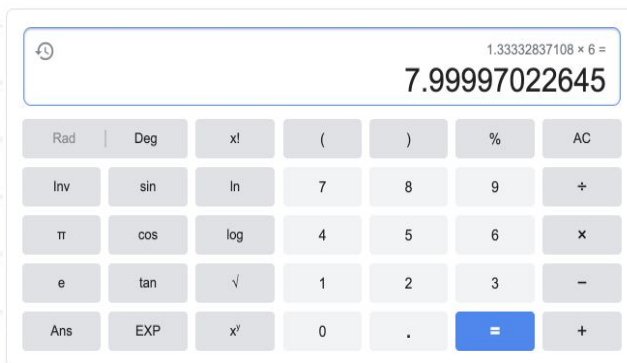 1.33332837108 × 6 =
7.99997022645
Rad | Deg x! ( ) % AC
Inv sin ln 7 8 9 ÷
π cos log 4 5 6 ×
e tan √ 1 2 3 −
Ans EXP xʸ 0 . = +